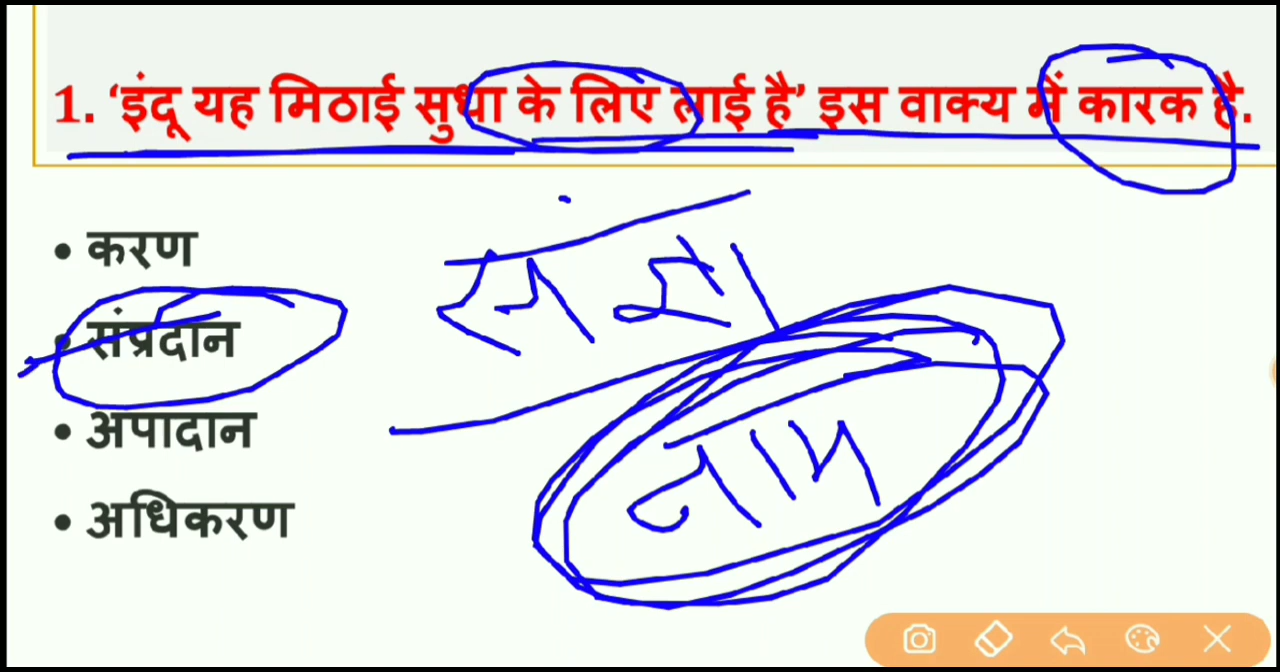 1. ‘इंदू यह मिठाई सुधा के लिए लाई है’ इस वाक्य में कारक है.
• करण
• संप्रदान
• अपादान
• अधिकरण